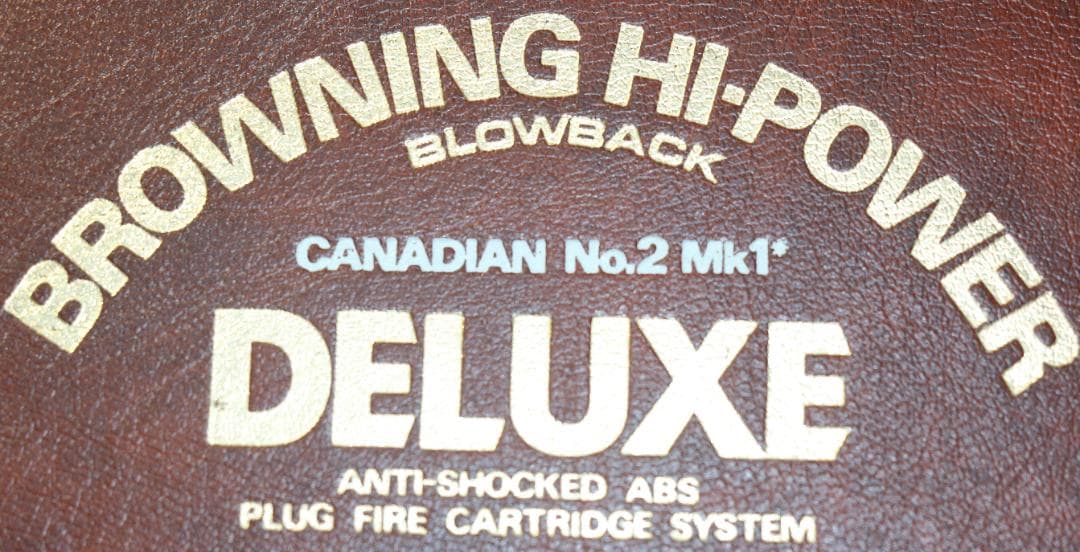 BROWNING HI-POWER
BLOWBACK
CANADIAN No.2 Mk1*
DELUXE
ANTI-SHOCKED ABS
PLUG FIRE CARTRIDGE SYSTEM